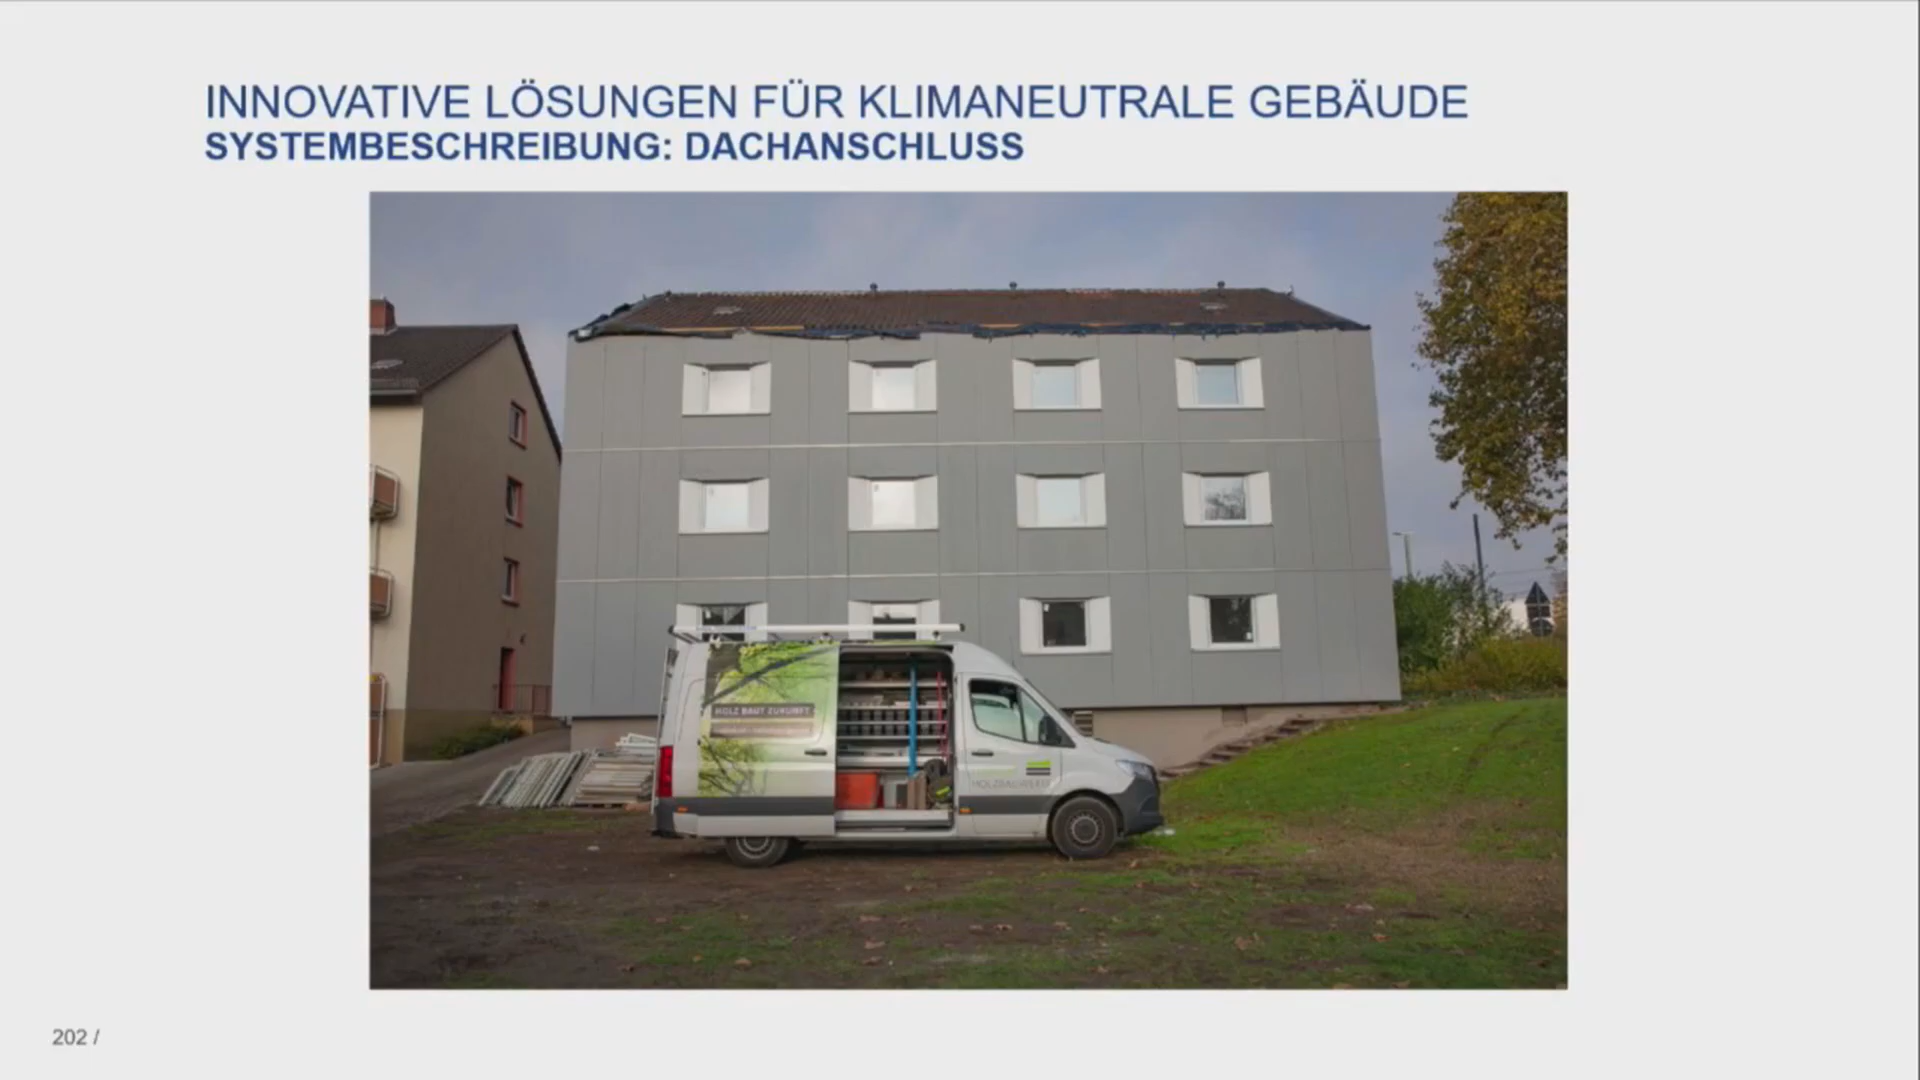 INNOVATIVE LÖSUNGEN FÜR KLIMANEUTRALE GEBÄUDE
SYSTEMBESCHREIBUNG: DACHANSCHLUSS
HOLZ BAUT ZUKUNFT
202 /